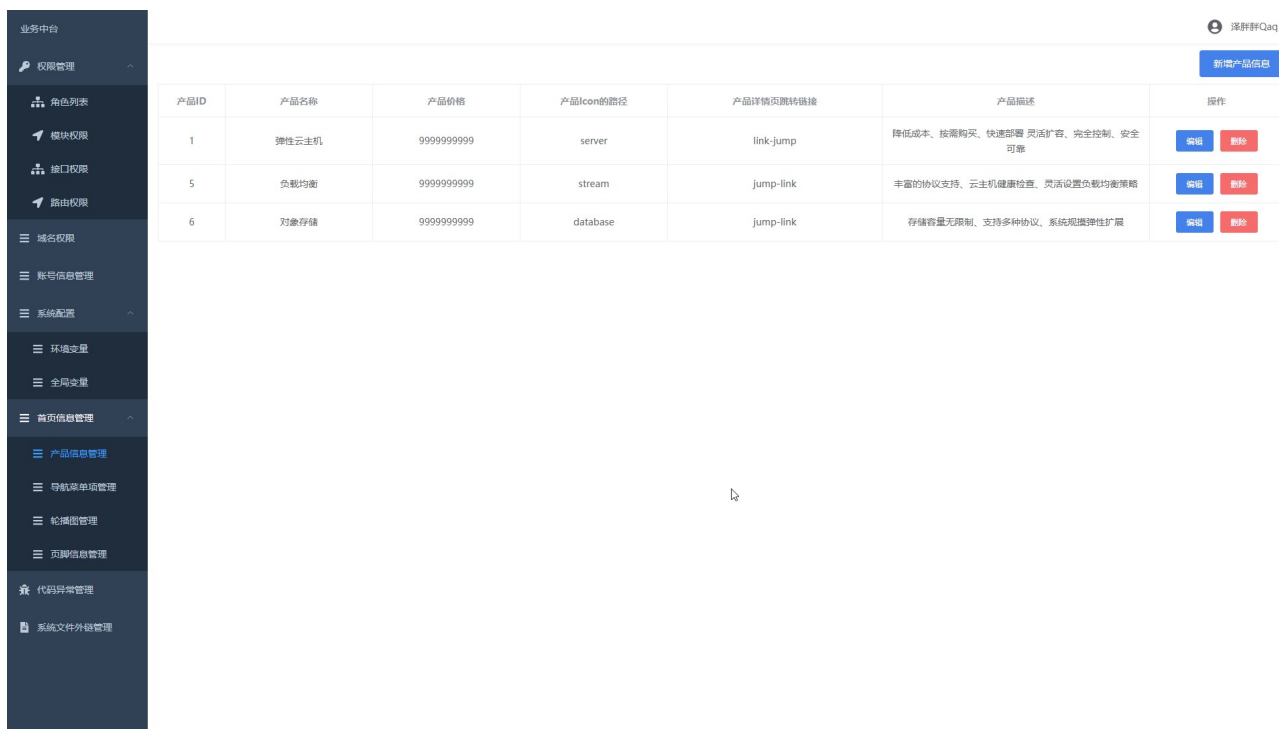 业务中台
泽胖胖Qaq
权限管理
新增产品信息
角色列表
模块权限
接口权限
路由权限
域名权限
账号信息管理
系统配置
环境变量
全局变量
首页信息管理
产品信息管理
导航菜单项管理
轮播图管理
页脚信息管理
代码异常管理
系统文件外链管理
产品ID 产品名称 产品价格 产品Icon的路径 产品详情页跳转链接 产品描述 操作
1 弹性云主机 9999999999 server link-jump 降低成本、按需购买、快速部署 灵活扩容、完全控制、安全
可靠 编辑 删除
5 负载均衡 9999999999 stream jump-link 丰富的协议支持、云主机健康检查、灵活设置负载均衡策略 编辑 删除
6 对象存储 9999999999 database jump-link 存储容量无限制、支持多种协议、系统规摸弹性扩展 编辑 删除